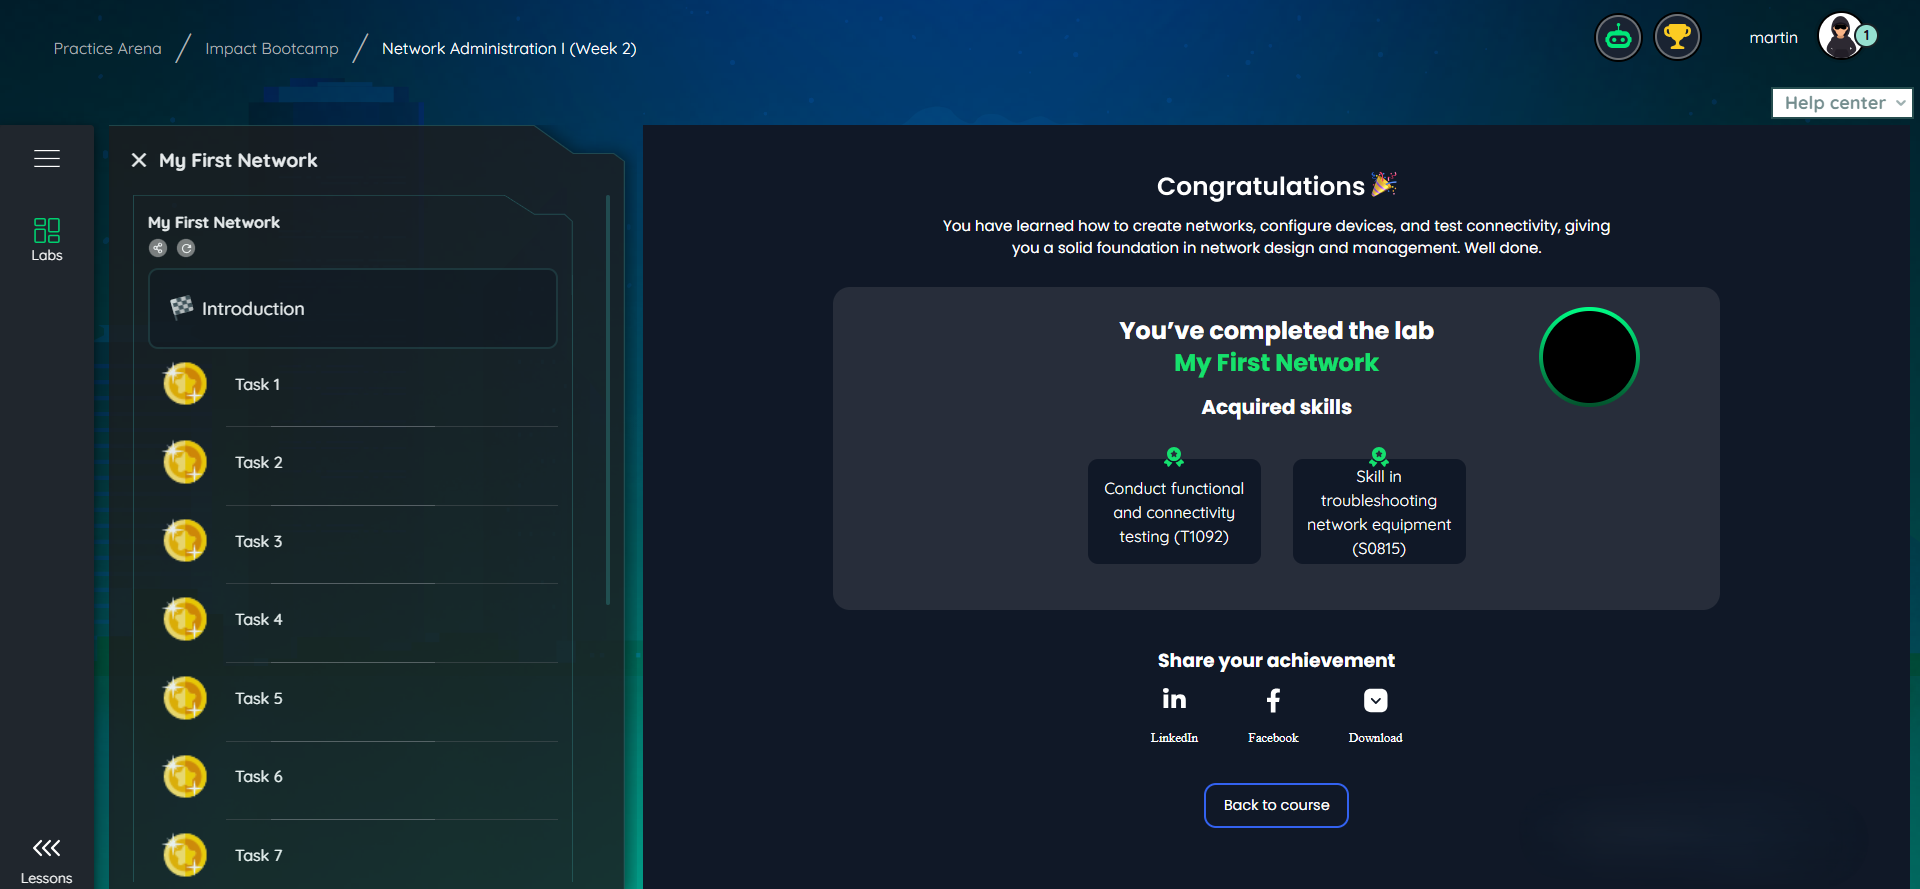 Practice Arena / Impact Bootcamp / Network Administration I (Week 2)
martin
1
Help center
Labs
Lessons
My First Network
My First Network
Introduction
Task 1
Task 2
Task 3
Task 4
Task 5
Task 6
Task 7
Congratulations
You have learned how to create networks, configure devices, and test connectivity, giving
you a solid foundation in network design and management. Well done.
You’ve completed the lab
My First Network
Acquired skills
Conduct functional
and connectivity
testing (T1092)
Skill in
troubleshooting
network equipment
(S0815)
Share your achievement
LinkedIn
Facebook
Download
Back to course